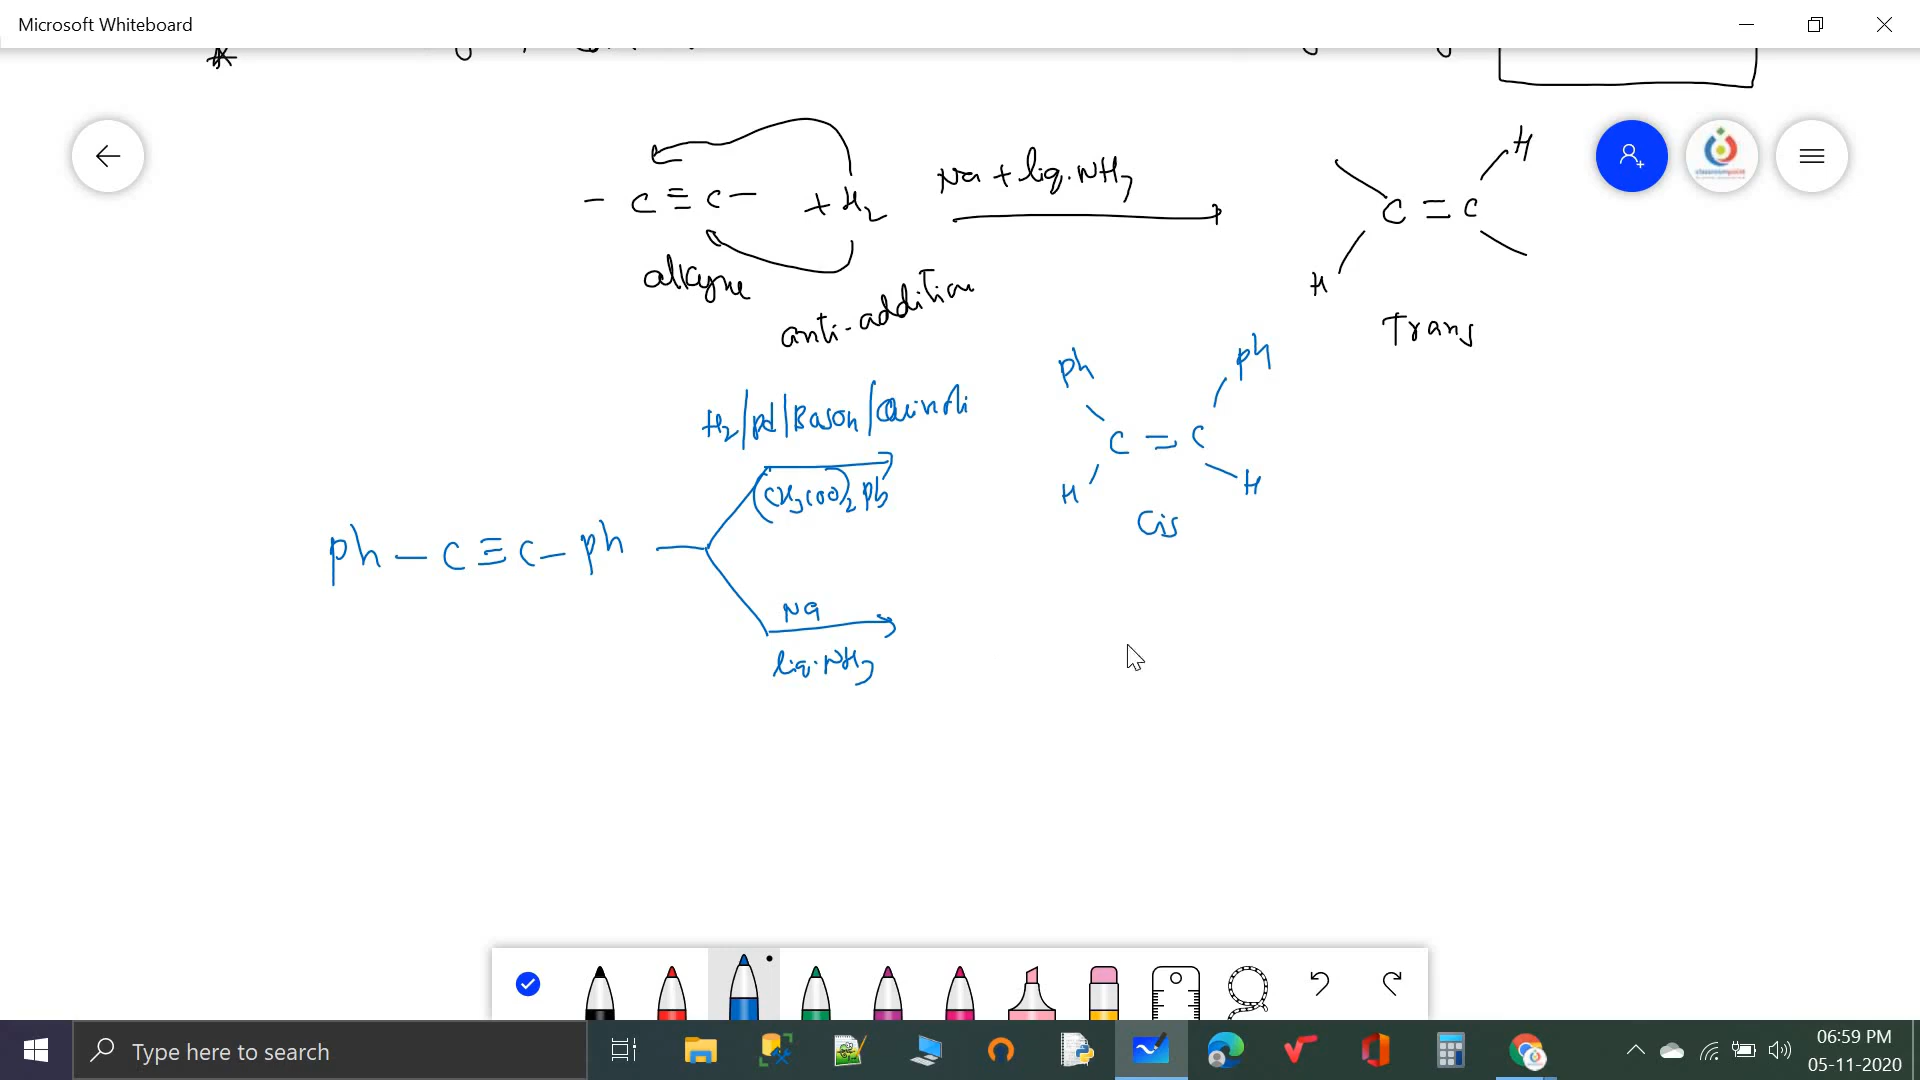 Microsoft Whiteboard
- C ≡ C - + H2
Na + liq. NH3
C = C
H
H
alkyne
anti-addition
Trans
H2/Pd/BaSO4/Quinoli
(CH3COO)2 Pb
Ph
Ph
C = C
H
H
Cis
Ph - C ≡ C - Ph
Na
liq. NH3
Type here to search
06:59 PM
05-11-2020